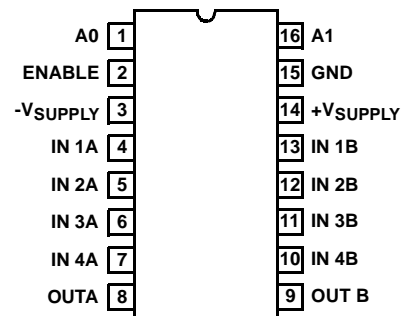 A0 1 16 A1
ENABLE 2 15 GND
-VSUPPLY 3 14 +VSUPPLY
IN 1A 4 13 IN 1B
IN 2A 5 12 IN 2B
IN 3A 6 11 IN 3B
IN 4A 7 10 IN 4B
OUTA 8 9 OUT B